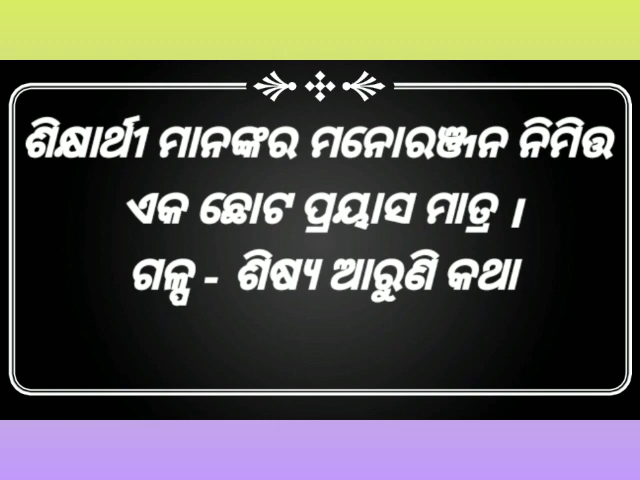 ଶିକ୍ଷାର୍ଥୀ ମାନଙ୍କର ମନୋରଞ୍ଜନ ନିମିତ୍ତ
ଏକ ଛୋଟ ପ୍ରୟାସ ମାତ୍ର ।
ଗଳ୍ପ - ଶିଷ୍ୟ ଆରୁଣି କଥା